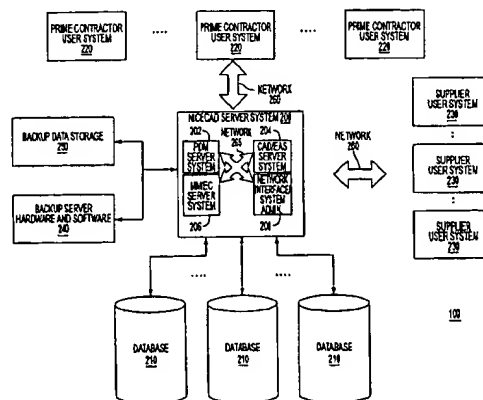 PRIME CONTRACTOR
USER SYSTEM
220
PRIME CONTRACTOR
USER SYSTEM
220
PRIME CONTRACTOR
USER SYSTEM
220
NETWORK
260
NICECAD SERVER SYSTEM 200
202
NETWORK
265
204
PDM
SERVER
SYSTEM
CAD/EAS
SERVER
SYSTEM
MMEC
SERVER
SYSTEM
NETWORK
INTERFACE/
SYSTEM
ADMIN.
206
208
BACKUP DATA STORAGE
250
BACKUP SERVER
HARDWARE AND SOFTWARE
240
NETWORK
260
SUPPLIER
USER SYSTEM
230
SUPPLIER
USER SYSTEM
230
SUPPLIER
USER SYSTEM
230
100
DATABASE
210
DATABASE
210
DATABASE
210